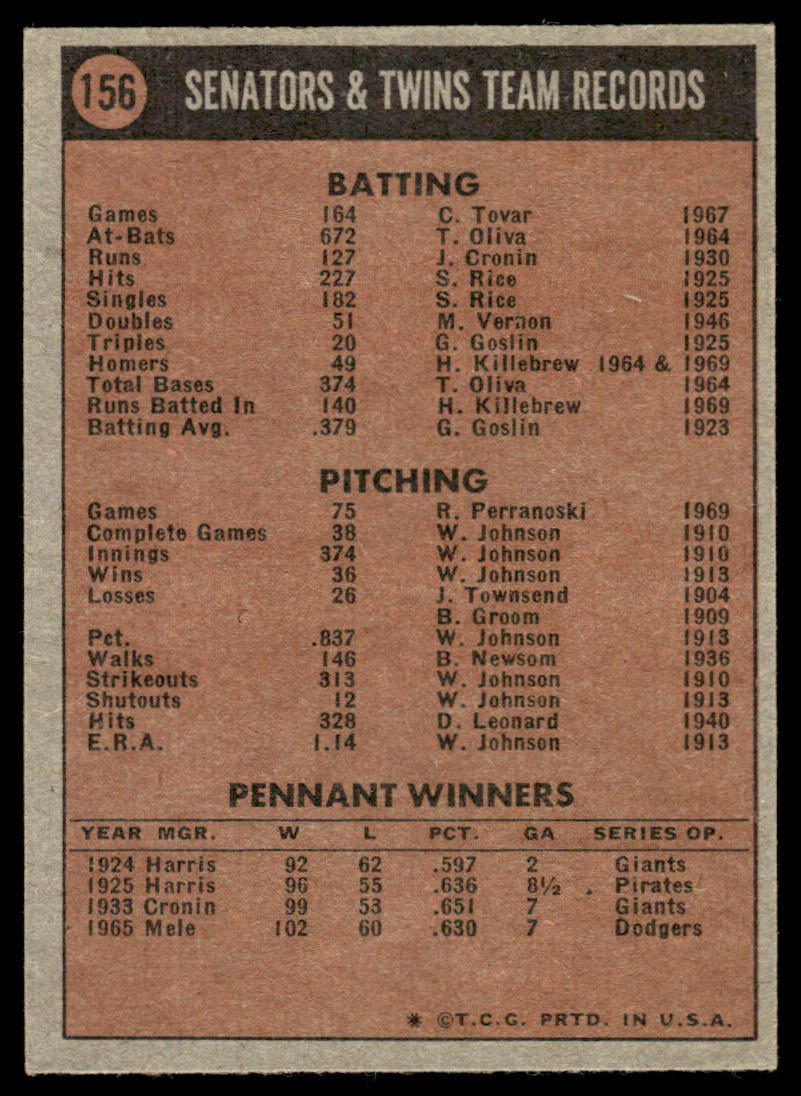 156 SENATORS & TWINS TEAM RECORDS
BATTING
Games 164 C. Tovar 1967
At-Bats 672 T. Oliva 1964
Runs 127 J. Cronin 1930
Hits 227 S. Rice 1925
Singles 182 S. Rice 1925
Doubles 51 M. Vernon 1946
Triples 20 G. Goslin 1925
Homers 49 H. Killebrew 1964 & 1969
Total Bases 374 T. Oliva 1964
Runs Batted In 140 H. Killebrew 1969
Batting Avg. .379 G. Goslin 1923
PITCHING
Games 75 R. Perranoski 1969
Complete Games 38 W. Johnson 1910
Innings 374 W. Johnson 1910
Wins 36 W. Johnson 1913
Losses 26 J. Townsend 1904
B. Groom 1909
Pct. .837 W. Johnson 1913
Walks 146 B. Newsom 1936
Strikeouts 313 W. Johnson 1910
Shutouts 12 W. Johnson 1913
Hits 328 D. Leonard 1940
E.R.A. 1.14 W. Johnson 1913
PENNANT WINNERS
YEAR MGR. W L PCT. GA SERIES OP.
1924 Harris 92 62 .597 2 Giants
1925 Harris 96 55 .636 8½ Pirates
1933 Cronin 99 53 .651 7 Giants
1965 Mele 102 60 .630 7 Dodgers
* ©T.C.G. PRTD. IN U.S.A.